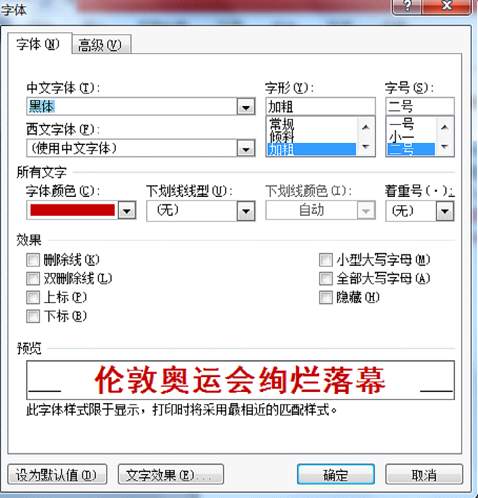 字体
字体(N) 高级(V)
中文字体(T): 字形(Y): 字号(S):
黑体 加粗 二号
常规 一号
西文字体(F): 倾斜 小一
(使用中文字体) 加粗 二号
所有文字
字体颜色(C): 下划线线型(U): 下划线颜色(I): 着重号(·):
(无) 自动 (无)
效果
删除线(K) 小型大写字母(M)
双删除线(L) 全部大写字母(A)
上标(P) 隐藏(H)
下标(B)
预览
伦敦奥运会绚烂落幕
此字体样式限于显示，打印时将采用最相近的匹配样式。
设为默认值(D) 文字效果(E)... 确定 取消